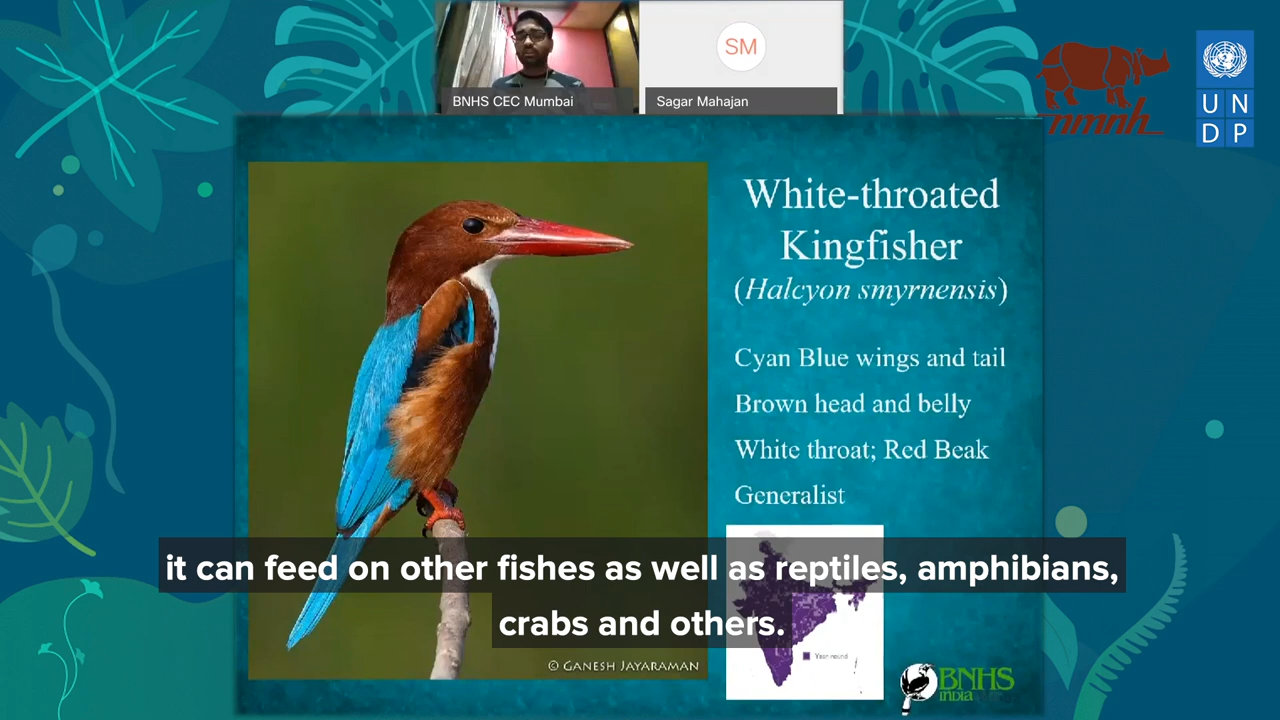 BNHS CEC Mumbai
SM
Sagar Mahajan
nmnh
U N
D P
White-throated
Kingfisher
(Halcyon smyrnensis)
Cyan Blue wings and tail
Brown head and belly
White throat; Red Beak
Generalist
it can feed on other fishes as well as reptiles, amphibians,
crabs and others.
Year-round
© GANESH JAYARAMAN
BNHS
INDIA